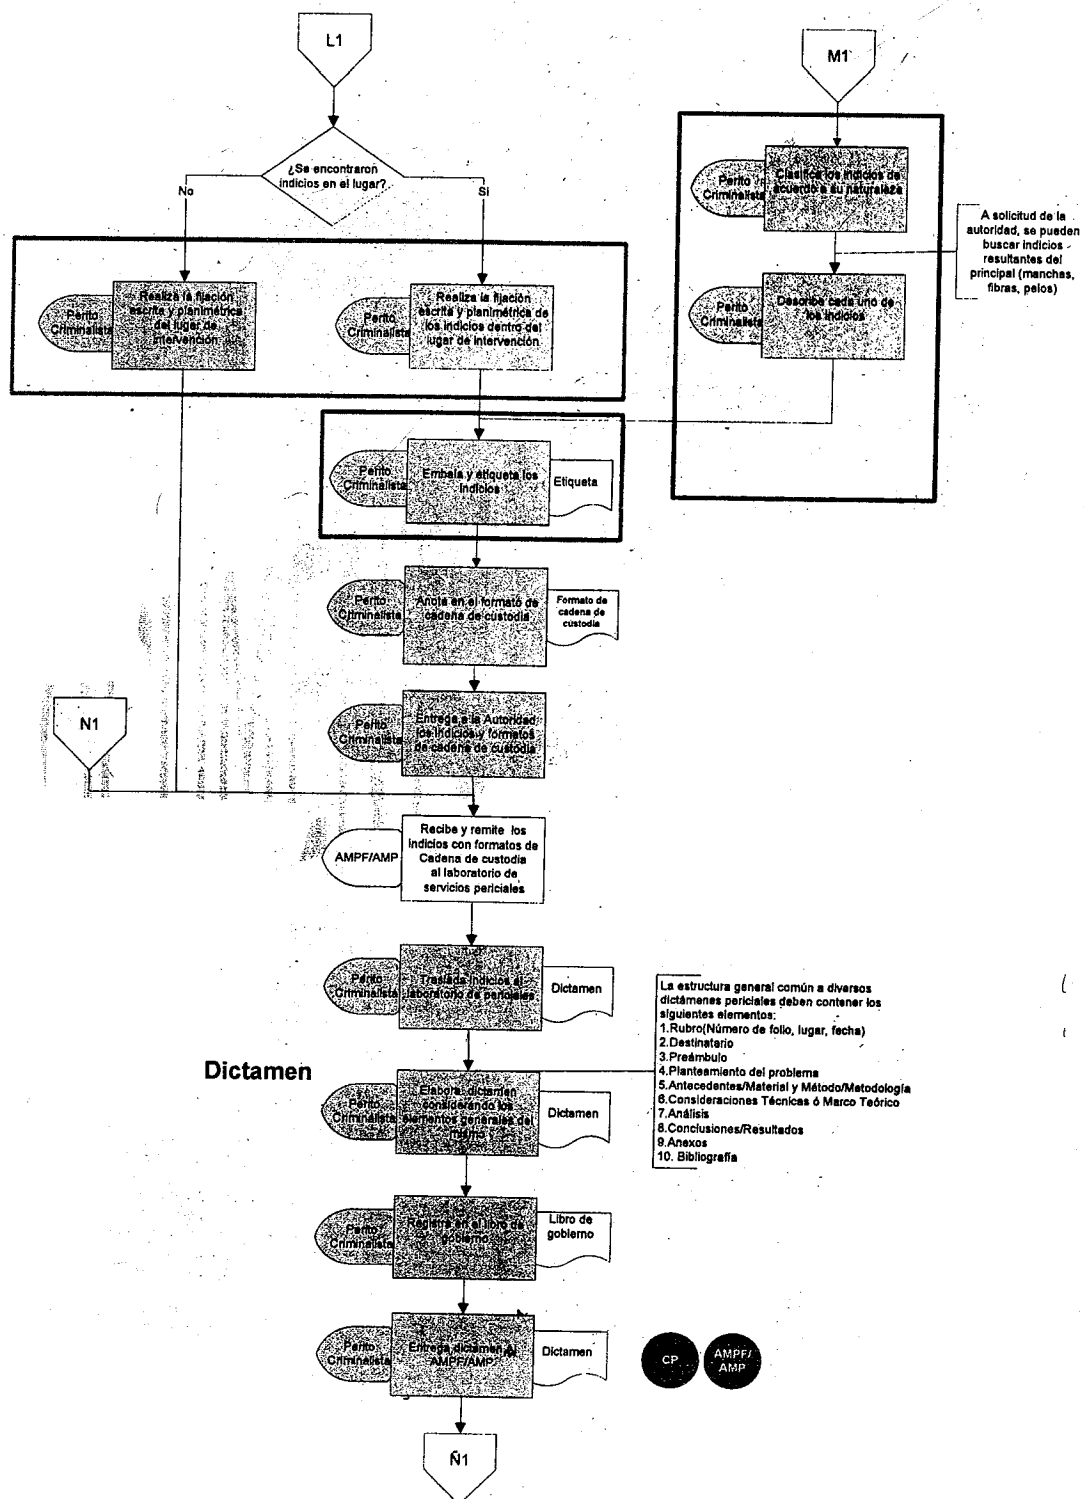 L1
M1
¿Se encontraron
indicios en el lugar?
No
Si
Perito
Criminalista
Clasifica los indicios de
acuerdo a su naturaleza
A solicitud de la
autoridad, se pueden
buscar indicios
resultantes del
principal (manchas,
fibras, pelos)
Perito
Criminalista
Realiza la fijación
escrita y planimétrica
del lugar de
intervención
Perito
Criminalista
Realiza la fijación
escrita y planimétrica de
los indicios dentro del
lugar de intervención
Perito
Criminalista
Describe cada uno de
los indicios
Perito
Criminalista
Embala y etiqueta los
indicios
Etiqueta
Perito
Criminalista
Anota en el formato de
cadena de custodia
Formato de
cadena de
custodia
N1
Perito
Criminalista
Entrega a la Autoridad
los indicios y formatos
de cadena de custodia
AMPF/AMP
Recibe y remite los
indicios con formatos de
Cadena de custodia
al laboratorio de
servicios periciales
Perito
Criminalista
Traslada indicios al
laboratorio de periciales
Dictamen
La estructura general común a diversos
dictámenes periciales deben contener los
siguientes elementos:
1.Rubro(Número de folio, lugar, fecha)
2.Destinatario
3.Preámbulo
4.Planteamiento del problema
5.Antecedentes/Material y Método/Metodología
6.Consideraciones Técnicas ó Marco Teórico
7.Análisis
8.Conclusiones/Resultados
9.Anexos
10. Bibliografía
Dictamen
Perito
Criminalista
Elabora dictamen
considerando los
elementos generales del
mismo
Dictamen
Perito
Criminalista
Registra en el libro de
gobierno
Libro de
gobierno
Perito
Criminalista
Entrega dictamen al
AMPF/AMP
Dictamen
CP
AMPF/
AMP
Ñ1